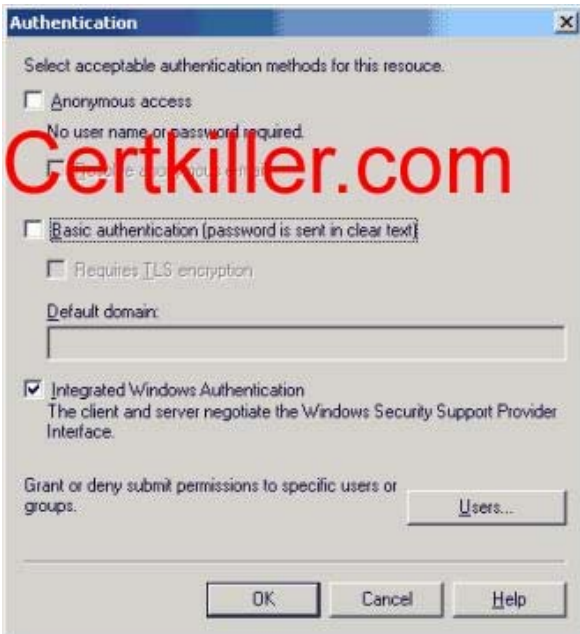 Authentication
Select acceptable authentication methods for this resouce.
Anonymous access
No user name or password required.
Certkiller.com
Resolve anonymous e-mail
Basic authentication (password is sent in clear text)
Requires TLS encryption
Default domain:
Integrated Windows Authentication
The client and server negotiate the Windows Security Support Provider
Interface.
Grant or deny submit permissions to specific users or
groups.
Users...
OK
Cancel
Help